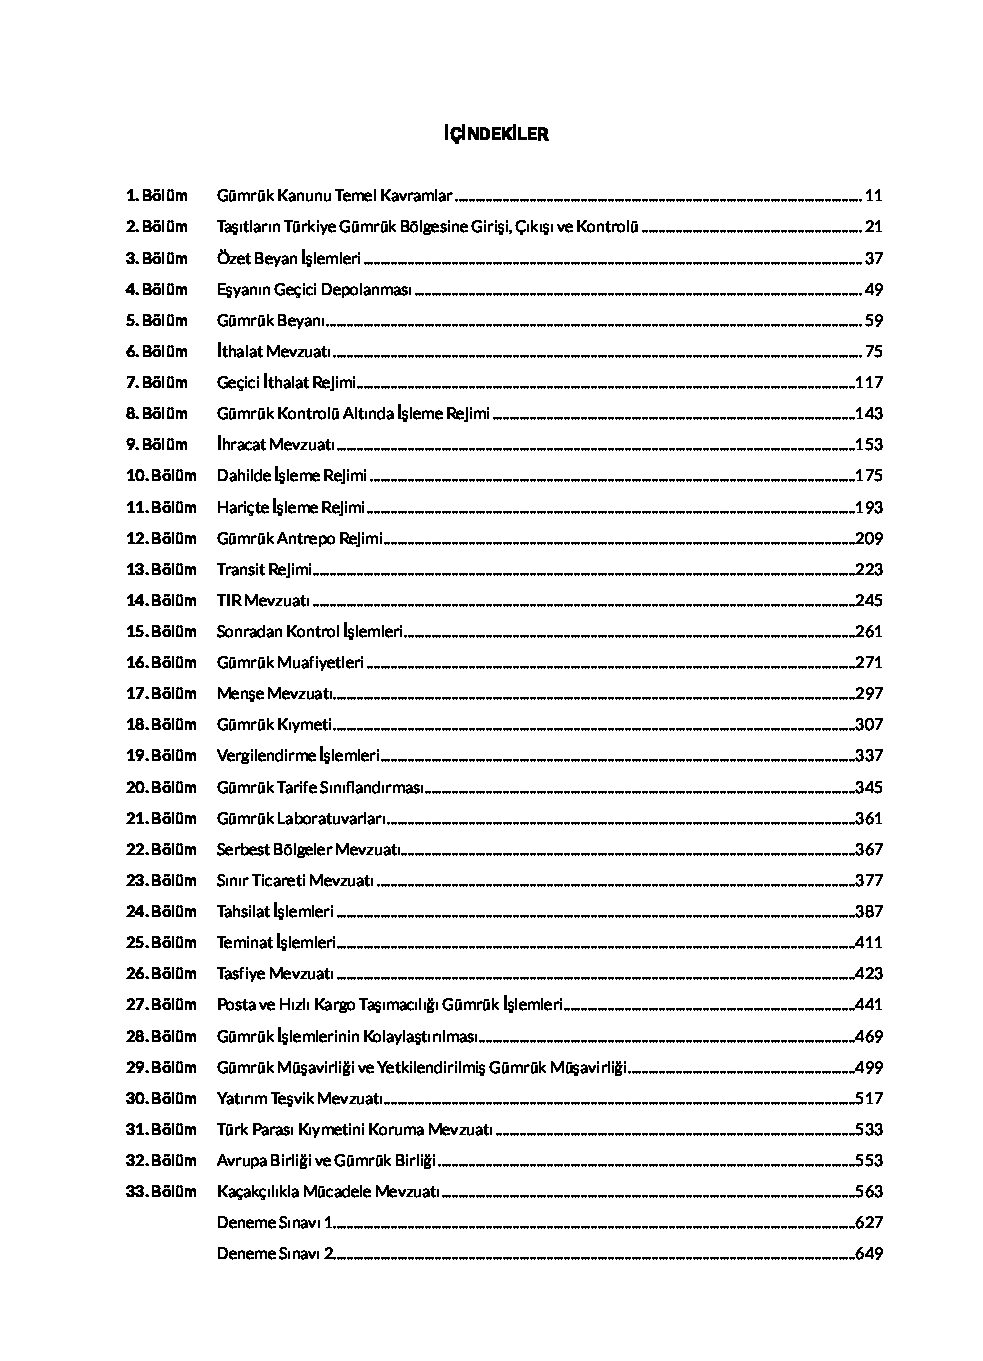 İÇİNDEKİLER
1. Bölüm Gümrük Kanunu Temel Kavramlar 11
2. Bölüm Taşıtların Türkiye Gümrük Bölgesine Girişi, Çıkışı ve Kontrolü 21
3. Bölüm Özet Beyan İşlemleri 37
4. Bölüm Eşyanın Geçici Depolanması 49
5. Bölüm Gümrük Beyanı 59
6. Bölüm İthalat Mevzuatı 75
7. Bölüm Geçici İthalat Rejimi 117
8. Bölüm Gümrük Kontrolü Altında İşleme Rejimi 143
9. Bölüm İhracat Mevzuatı 153
10. Bölüm Dahilde İşleme Rejimi 175
11. Bölüm Hariçte İşleme Rejimi 193
12. Bölüm Gümrük Antrepo Rejimi 209
13. Bölüm Transit Rejimi 223
14. Bölüm TIR Mevzuatı 245
15. Bölüm Sonradan Kontrol İşlemleri 261
16. Bölüm Gümrük Muafiyetleri 271
17. Bölüm Menşe Mevzuatı 297
18. Bölüm Gümrük Kıymeti 307
19. Bölüm Vergilendirme İşlemleri 337
20. Bölüm Gümrük Tarife Sınıflandırması 345
21. Bölüm Gümrük Laboratuvarları 361
22. Bölüm Serbest Bölgeler Mevzuatı 367
23. Bölüm Sınır Ticareti Mevzuatı 377
24. Bölüm Tahsilat İşlemleri 387
25. Bölüm Teminat İşlemleri 411
26. Bölüm Tasfiye Mevzuatı 423
27. Bölüm Posta ve Hızlı Kargo Taşımacılığı Gümrük İşlemleri 441
28. Bölüm Gümrük İşlemlerinin Kolaylaştırılması 469
29. Bölüm Gümrük Müşavirliği ve Yetkilendirilmiş Gümrük Müşavirliği 499
30. Bölüm Yatırım Teşvik Mevzuatı 517
31. Bölüm Türk Parası Kıymetini Koruma Mevzuatı 533
32. Bölüm Avrupa Birliği ve Gümrük Birliği 553
33. Bölüm Kaçakçılıkla Mücadele Mevzuatı 563
Deneme Sınavı 1 627
Deneme Sınavı 2 649